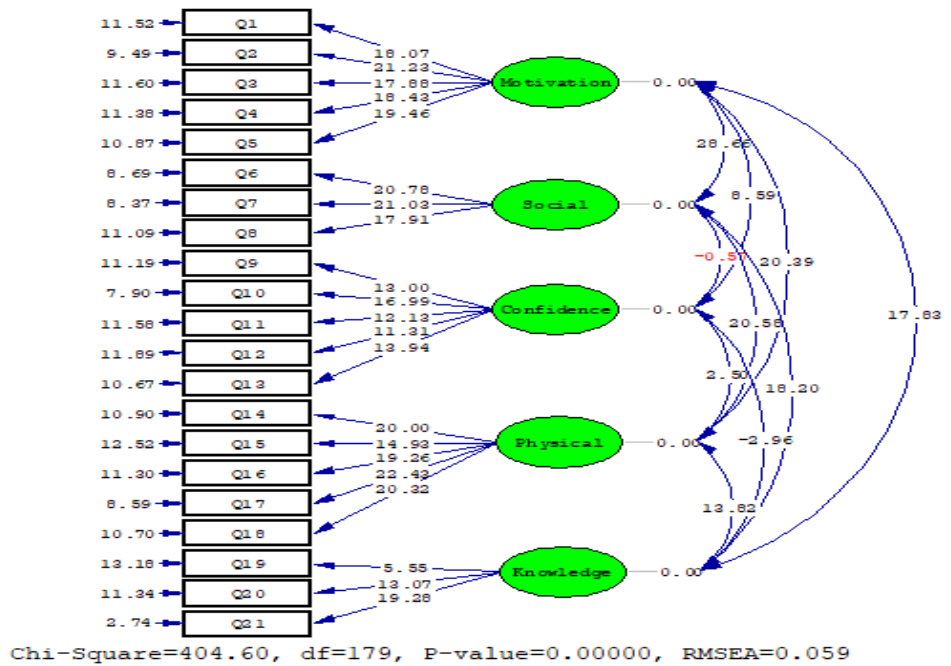 11.52 Q1
9.49 Q2
11.60 Q3
11.38 Q4
10.87 Q5
8.69 Q6
8.37 Q7
11.09 Q8
11.19 Q9
7.90 Q10
11.58 Q11
11.89 Q12
10.67 Q13
10.90 Q14
12.52 Q15
11.30 Q16
8.59 Q17
10.70 Q18
13.18 Q19
11.34 Q20
2.74 Q21
18.07
21.23
17.88
18.43
19.46
20.78
21.03
17.91
13.00
16.99
12.13
11.31
13.94
20.00
14.93
19.26
22.43
20.32
5.55
13.07
19.28
Motivation 0.00
Social 0.00
Confidence 0.00
Physical 0.00
Knowledge 0.00
28.66
8.59
-0.57
20.39
17.83
20.58
2.50
18.20
-2.96
13.82
Chi-Square=404.60, df=179, P-value=0.00000, RMSEA=0.059